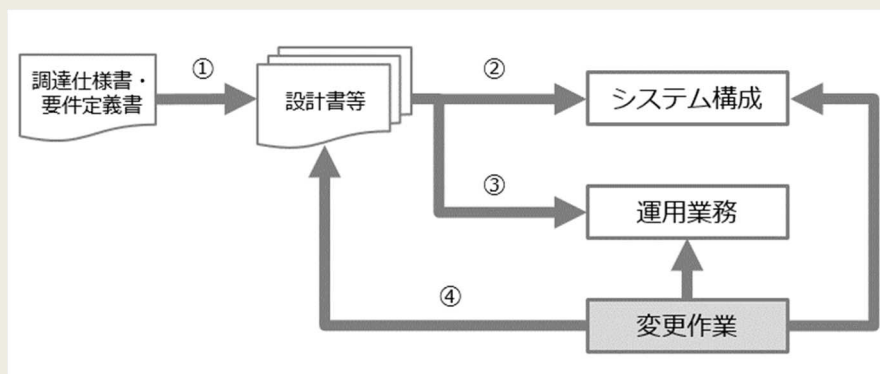 ①
②
調達仕様書・
要件定義書
設計書等
システム構成
③
運用業務
④
変更作業